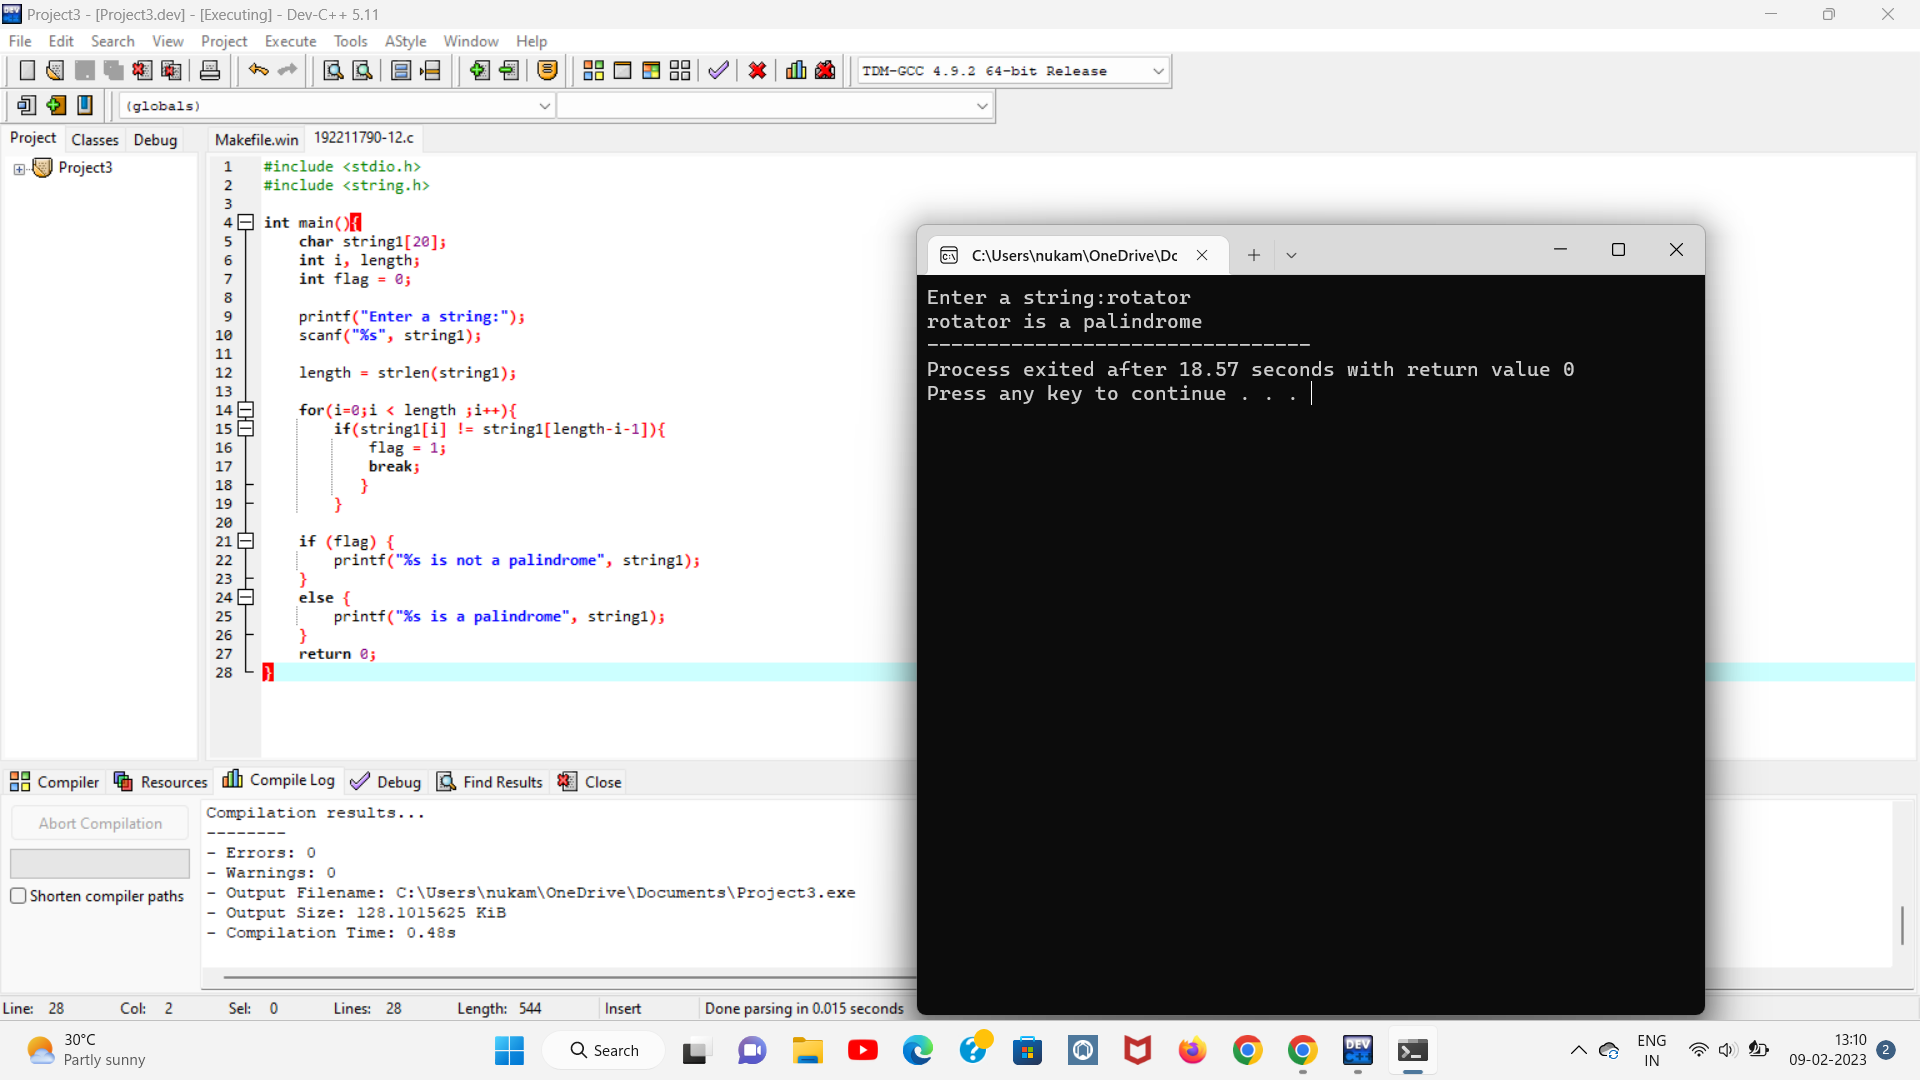 Project3 - [Project3.dev] - [Executing] - Dev-C++ 5.11
File Edit Search View Project Execute Tools AStyle Window Help
TDM-GCC 4.9.2 64-bit Release
(globals)
Project Classes Debug Makefile.win 192211790-12.c
Project3
1 #include <stdio.h>
2 #include <string.h>
3
4 int main(){
5 char string1[20];
6 int i, length;
7 int flag = 0;
8
9 printf("Enter a string:");
10 scanf("%s", string1);
11
12 length = strlen(string1);
13
14 for(i=0;i < length ;i++){
15 if(string1[i] != string1[length-i-1]){
16 flag = 1;
17 break;
18 }
19 }
20
21 if (flag) {
22 printf("%s is not a palindrome", string1);
23 }
24 else {
25 printf("%s is a palindrome", string1);
26 }
27 return 0;
28 }
C:\Users\nukam\OneDrive\Dc
Enter a string:rotator
rotator is a palindrome
--------------------------------
Process exited after 18.57 seconds with return value 0
Press any key to continue . . .
Compiler Resources Compile Log Debug Find Results Close
Abort Compilation
Shorten compiler paths
Compilation results...
--------
- Errors: 0
- Warnings: 0
- Output Filename: C:\Users\nukam\OneDrive\Documents\Project3.exe
- Output Size: 128.1015625 KiB
- Compilation Time: 0.48s
Line: 28 Col: 2 Sel: 0 Lines: 28 Length: 544 Insert Done parsing in 0.015 seconds
30°C
Partly sunny
Search
DEV
C++
ENG
IN
13:10
09-02-2023
2